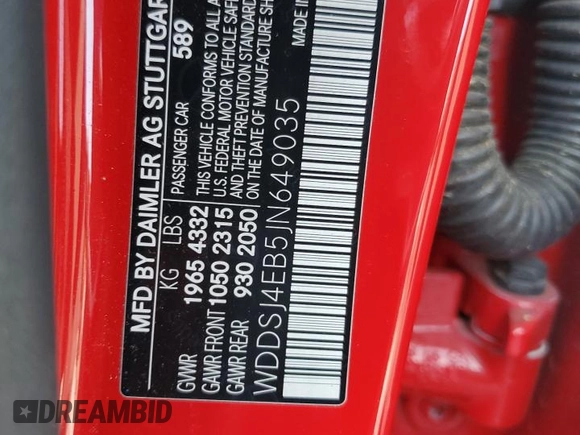 MFD BY DAIMLER AG STUTTGAR
589
KG LBS PASSENGER CAR
GVWR 1965 4332
GAWR FRONT 1050 2315
GAWR REAR 930 2050
THIS VEHICLE CONFORMS TO ALL A
U.S. FEDERAL MOTOR VEHICLE SAFE
AND THEFT PREVENTION STANDARD
ON THE DATE OF MANUFACTURE SH
WDDSJ4EB5JN649035
DREAMBID